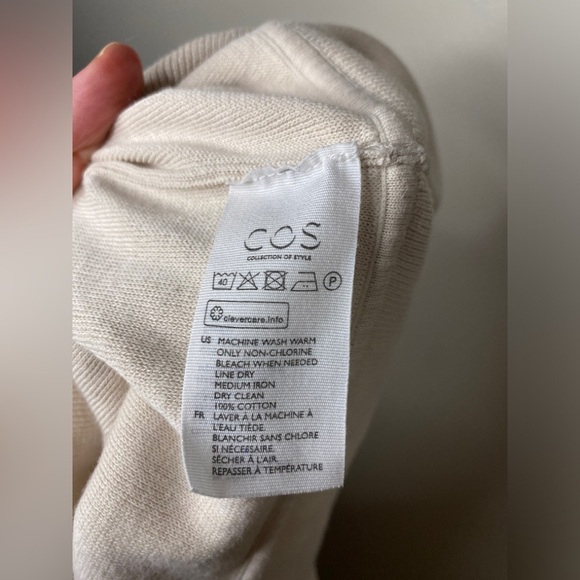 COS
COLLECTION OF STYLE
40 P
clevercare.info
US MACHINE WASH WARM
ONLY NON-CHLORINE
BLEACH WHEN NEEDED
LINE DRY
MEDIUM IRON
DRY CLEAN
100% COTTON
FR LAVER À LA MACHINE À
L'EAU TIÈDE.
BLANCHIR SANS CHLORE
SI NÉCESSAIRE.
SÉCHER À L'AIR.
REPASSER À TEMPÉRATURE